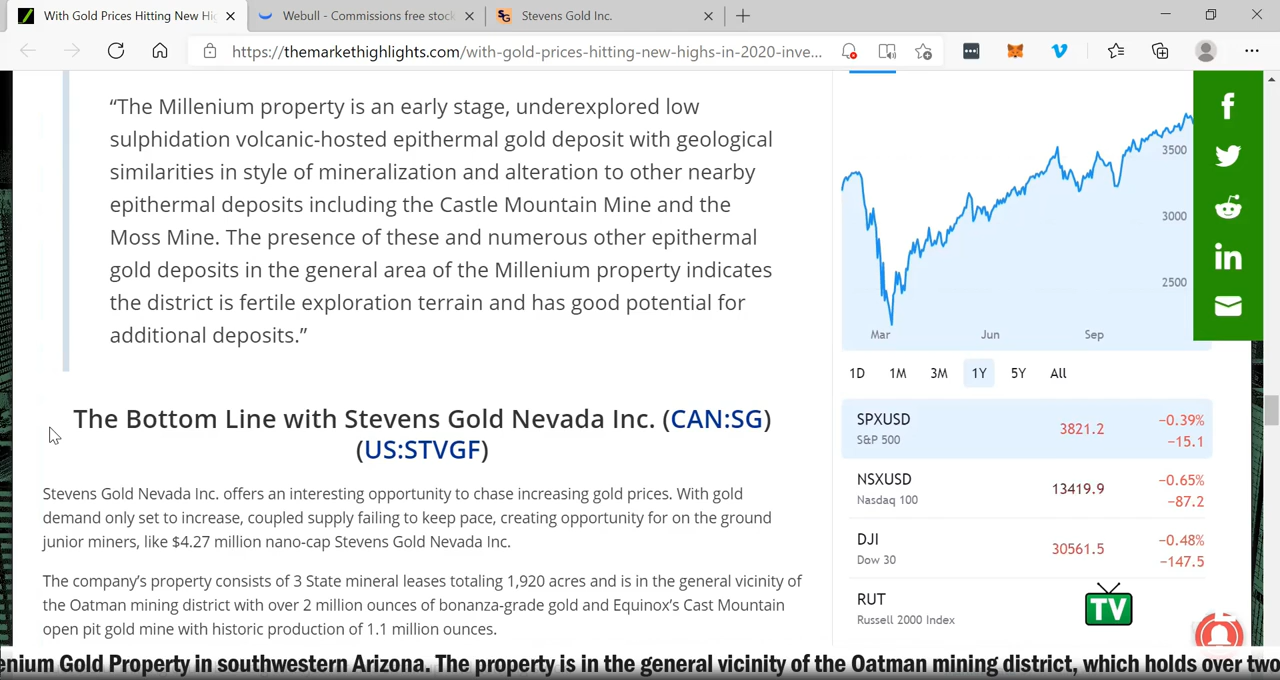 With Gold Prices Hitting New Hi
Webull - Commissions free stock
SG
Stevens Gold Inc.
https://themarkethighlights.com/with-gold-prices-hitting-new-highs-in-2020-inve...
“The Millenium property is an early stage, underexplored low
sulphidation volcanic-hosted epithermal gold deposit with geological
similarities in style of mineralization and alteration to other nearby
epithermal deposits including the Castle Mountain Mine and the
Moss Mine. The presence of these and numerous other epithermal
gold deposits in the general area of the Millenium property indicates
the district is fertile exploration terrain and has good potential for
additional deposits.”
The Bottom Line with Stevens Gold Nevada Inc. (CAN:SG)
(US:STVGF)
Stevens Gold Nevada Inc. offers an interesting opportunity to chase increasing gold prices. With gold
demand only set to increase, coupled supply failing to keep pace, creating opportunity for on the ground
junior miners, like $4.27 million nano-cap Stevens Gold Nevada Inc.
The company’s property consists of 3 State mineral leases totaling 1,920 acres and is in the general vicinity of
the Oatman mining district with over 2 million ounces of bonanza-grade gold and Equinox’s Cast Mountain
open pit gold mine with historic production of 1.1 million ounces.
3500
3000
2500
Mar Jun Sep
1D 1M 3M 1Y 5Y All
SPXUSD 3821.2 −0.39%
S&P 500 −15.1
NSXUSD 13419.9 −0.65%
Nasdaq 100 −87.2
DJI 30561.5 −0.48%
Dow 30 −147.5
RUT
Russell 2000 Index
TV
enium Gold Property in southwestern Arizona. The property is in the general vicinity of the Oatman mining district, which holds over two